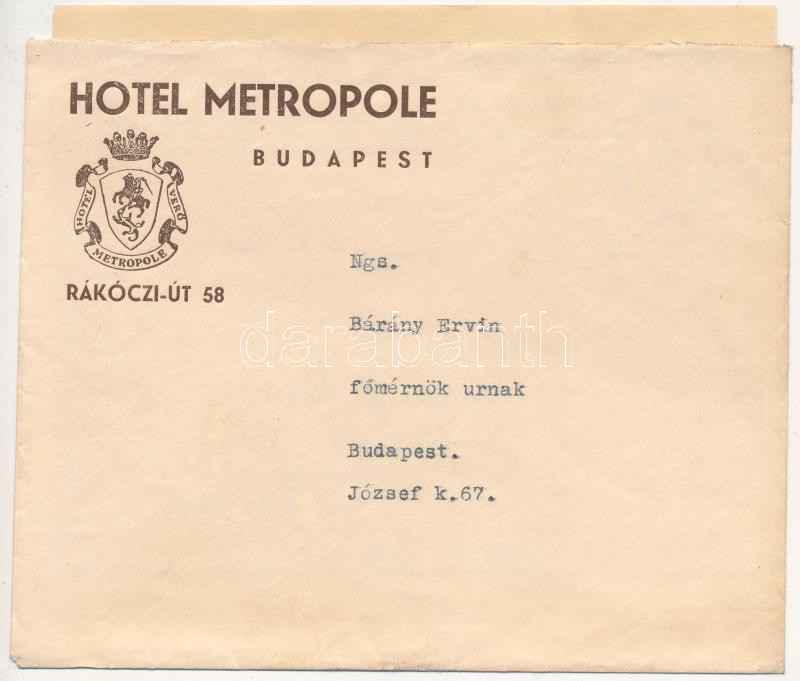 HOTEL METROPOLE
BUDAPEST
HOTEL VERŐ
METROPOLE
RÁKÓCZI-ÚT 58
Ngs.
Bárány Ervin
darabanth
főmérnök urnak
Budapest.
József k.67.